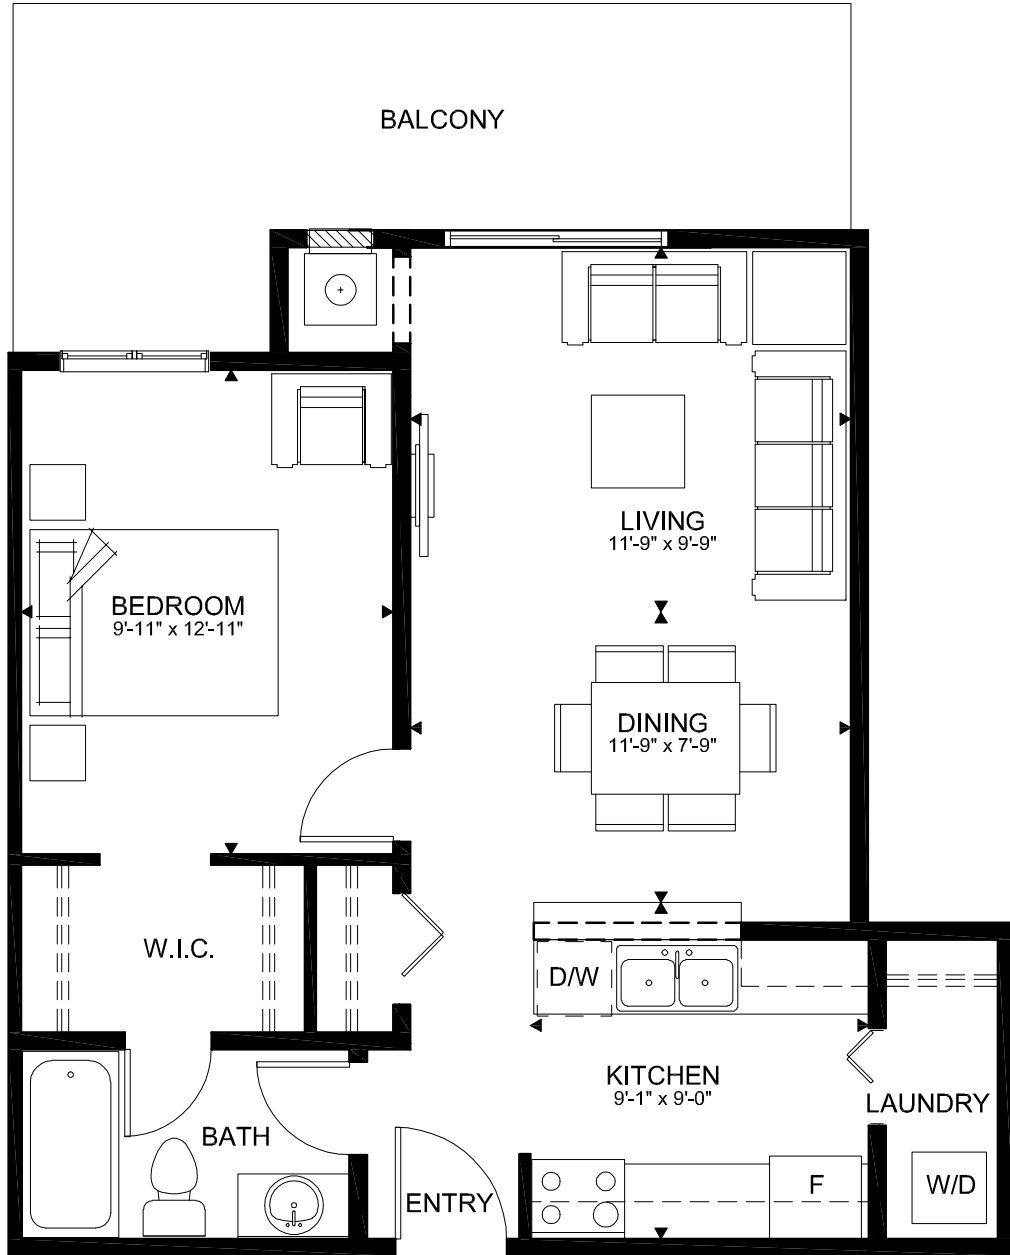 BALCONY
LIVING
11'-9" x 9'-9"
BEDROOM
9'-11" x 12'-11"
DINING
11'-9" x 7'-9"
W.I.C.
D/W
KITCHEN
9'-1" x 9'-0"
LAUNDRY
BATH
ENTRY
F
W/D